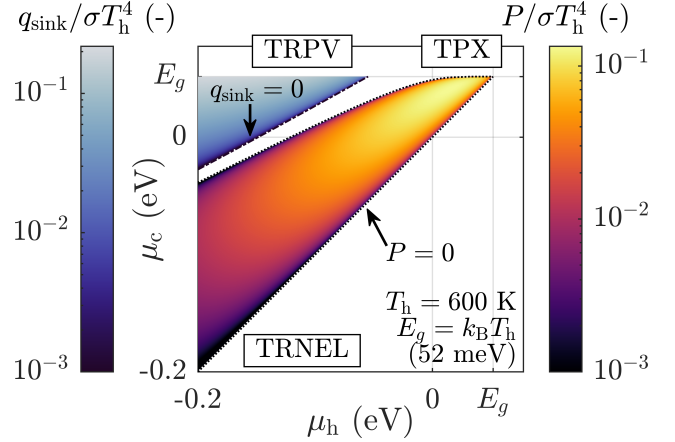 q_sink/σT_h^4 (-)
P/σT_h^4 (-)
TRPV
TPX
10^-1
10^-2
10^-3
E_g
0
-0.2
μ_c (eV)
q_sink = 0
P = 0
T_h = 600 K
E_g = k_B T_h
(52 meV)
TRNEL
10^-1
10^-2
10^-3
-0.2
0
E_g
μ_h (eV)